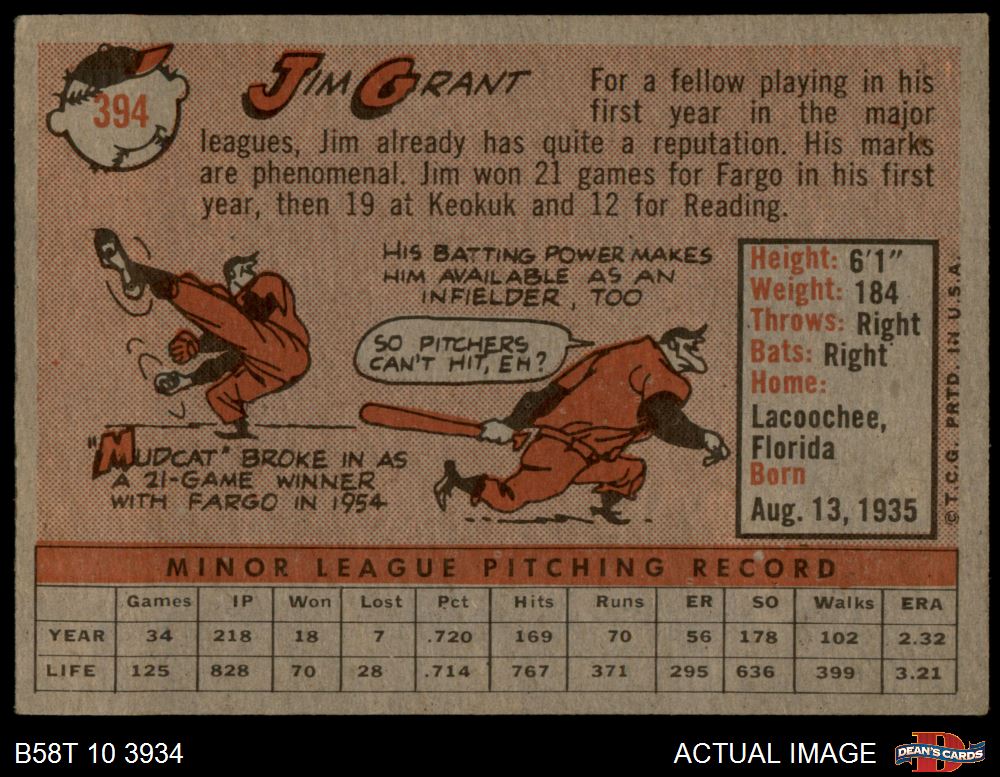 394
JIM GRANT
For a fellow playing in his
first year in the major
leagues, Jim already has quite a reputation. His marks
are phenomenal. Jim won 21 games for Fargo in his first
year, then 19 at Keokuk and 12 for Reading.
HIS BATTING POWER MAKES
HIM AVAILABLE AS AN
INFIELDER, TOO
SO PITCHERS
CAN'T HIT, EH?
"MUDCAT" BROKE IN AS
A 21-GAME WINNER
WITH FARGO IN 1954
Height: 6'1"
Weight: 184
Throws: Right
Bats: Right
Home:
Lacoochee,
Florida
Born
Aug. 13, 1935
© T.C.G. PRTD. IN U.S.A.
MINOR LEAGUE PITCHING RECORD
Games IP Won Lost Pct Hits Runs ER SO Walks ERA
YEAR 34 218 18 7 .720 169 70 56 178 102 2.32
LIFE 125 828 70 28 .714 767 371 295 636 399 3.21
B58T 10 3934
ACTUAL IMAGE
D
DEAN'S CARDS